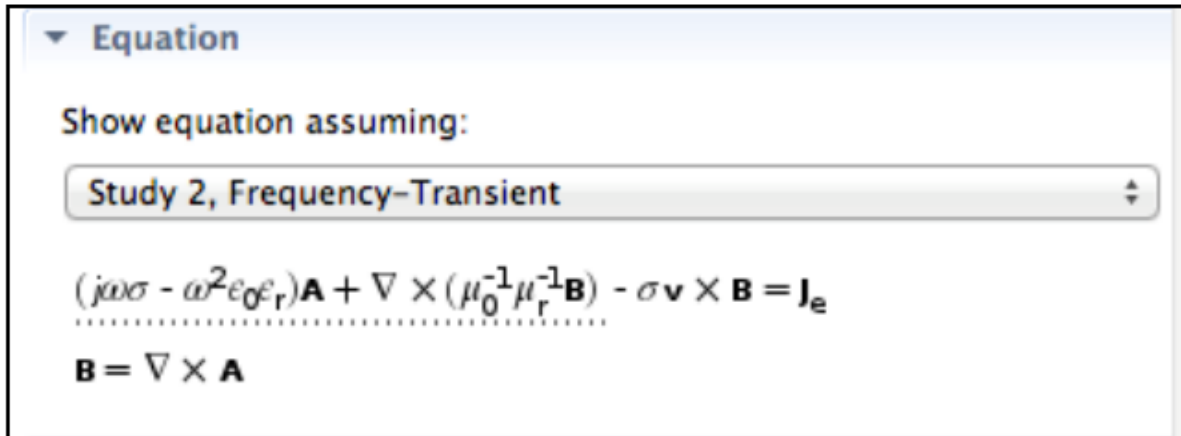 Equation
Show equation assuming:
Study 2, Frequency-Transient
(jωσ - ω²ϵ₀ϵᵣ)A + ∇ × (μ₀⁻¹μᵣ⁻¹B) - σv × B = Jₑ
B = ∇ × A